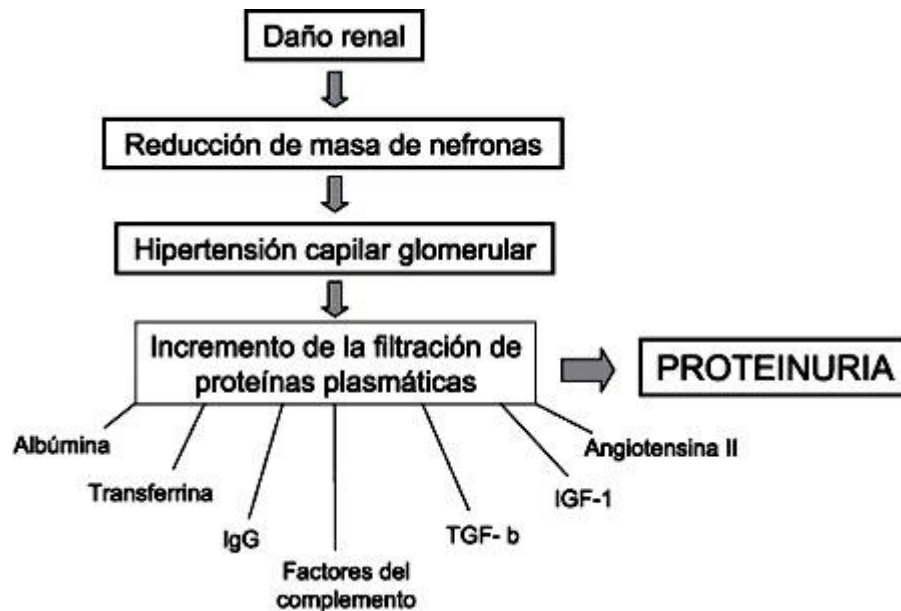 Daño renal
Reducción de masa de nefronas
Hipertensión capilar glomerular
Incremento de la filtración de
proteínas plasmáticas
PROTEINURIA
Albúmina
Transferrina
IgG
Factores del
complemento
TGF- b
IGF-1
Angiotensina II